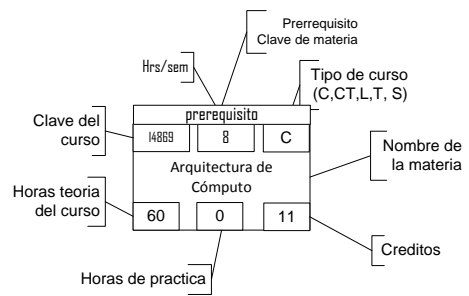 Prerrequisito
Clave de materia
Hrs/sem
Tipo de curso
(C,CT,L,T, S)
prerequisito
Clave del
curso
14869
8
C
Nombre de
la materia
Arquitectura de
Cómputo
Horas teoria
del curso
60
0
11
Creditos
Horas de practica